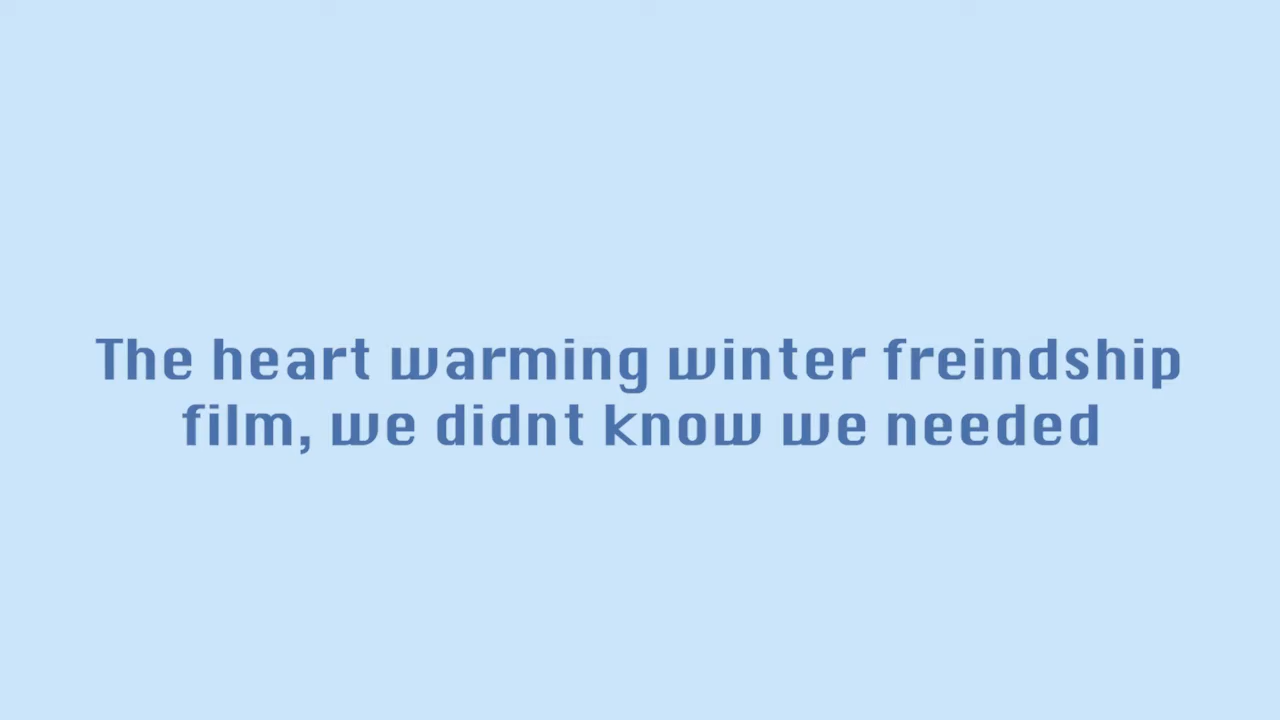 The heart warming winter freindship
film, we didnt know we needed